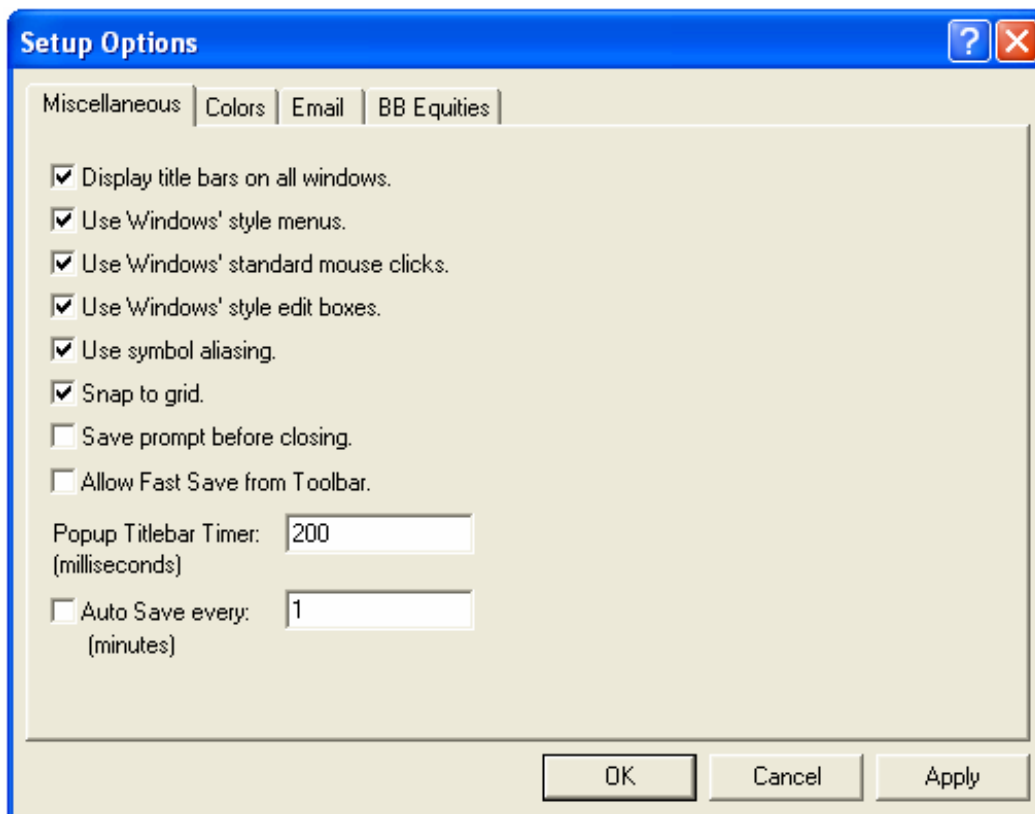 Setup Options
Miscellaneous
Colors
Email
BB Equities
Display title bars on all windows.
Use Windows' style menus.
Use Windows' standard mouse clicks.
Use Windows' style edit boxes.
Use symbol aliasing.
Snap to grid.
Save prompt before closing.
Allow Fast Save from Toolbar.
Popup Titlebar Timer: 200
(milliseconds)
Auto Save every: 1
(minutes)
OK
Cancel
Apply